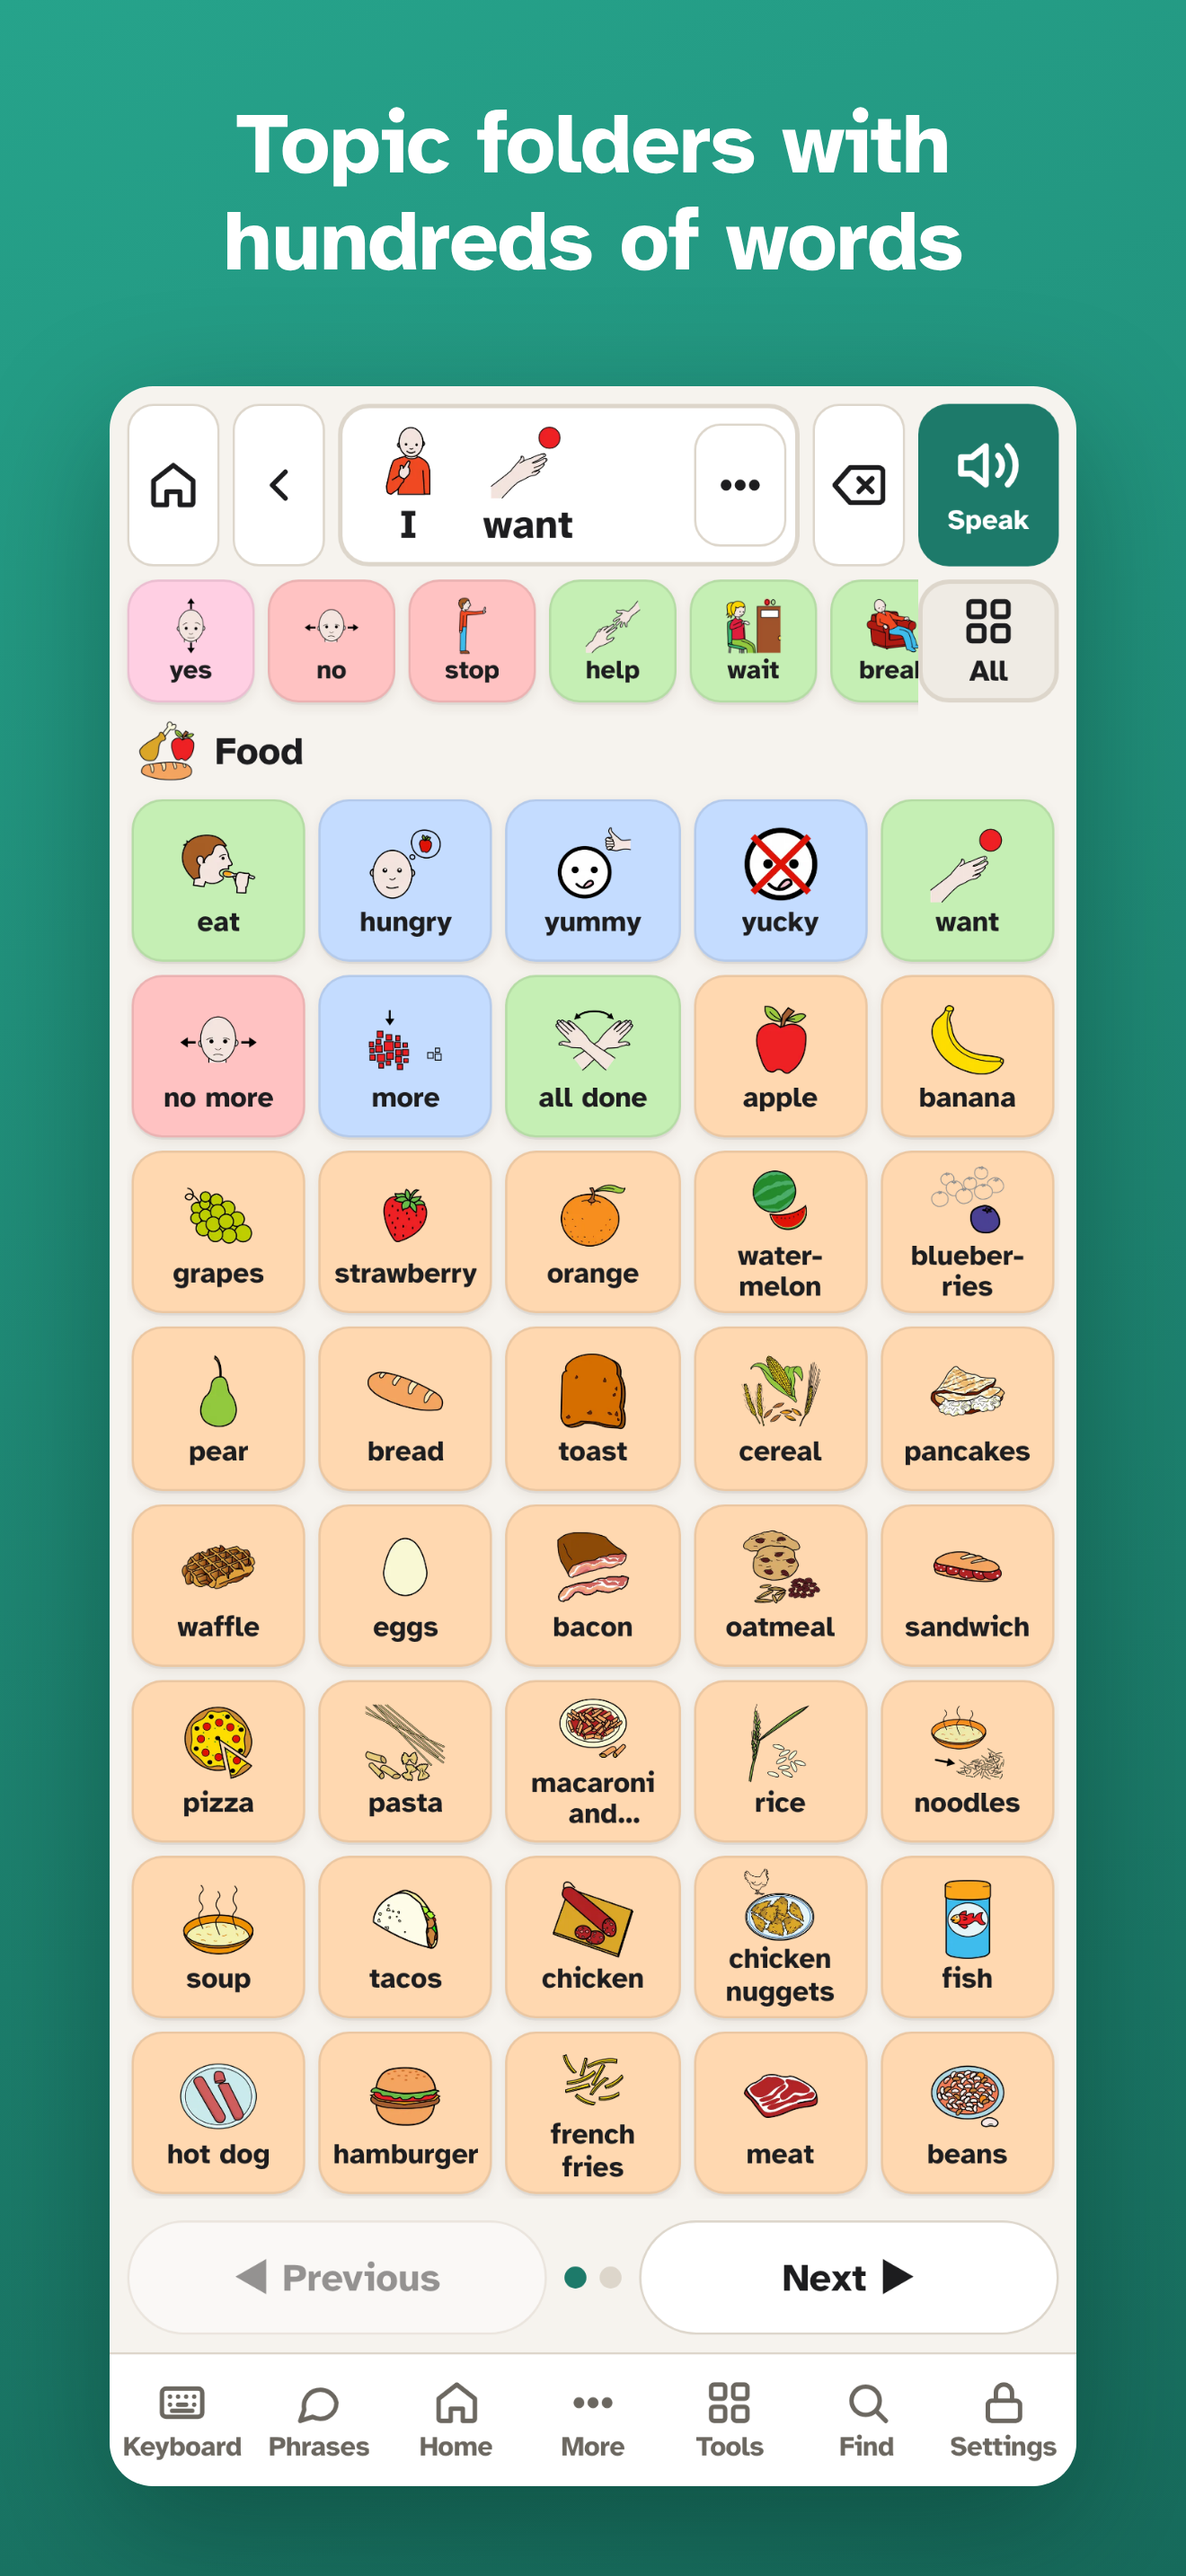 Topic folders with
hundreds of words
I want
Speak
yes no stop help wait break All
Food
eat hungry yummy yucky want
no more more all done apple banana
grapes strawberry orange water-
melon blueber-
ries
pear bread toast cereal pancakes
waffle eggs bacon oatmeal sandwich
pizza pasta macaroni
and... rice noodles
soup tacos chicken chicken
nuggets fish
hot dog hamburger french
fries meat beans
Previous Next
Keyboard Phrases Home More Tools Find Settings